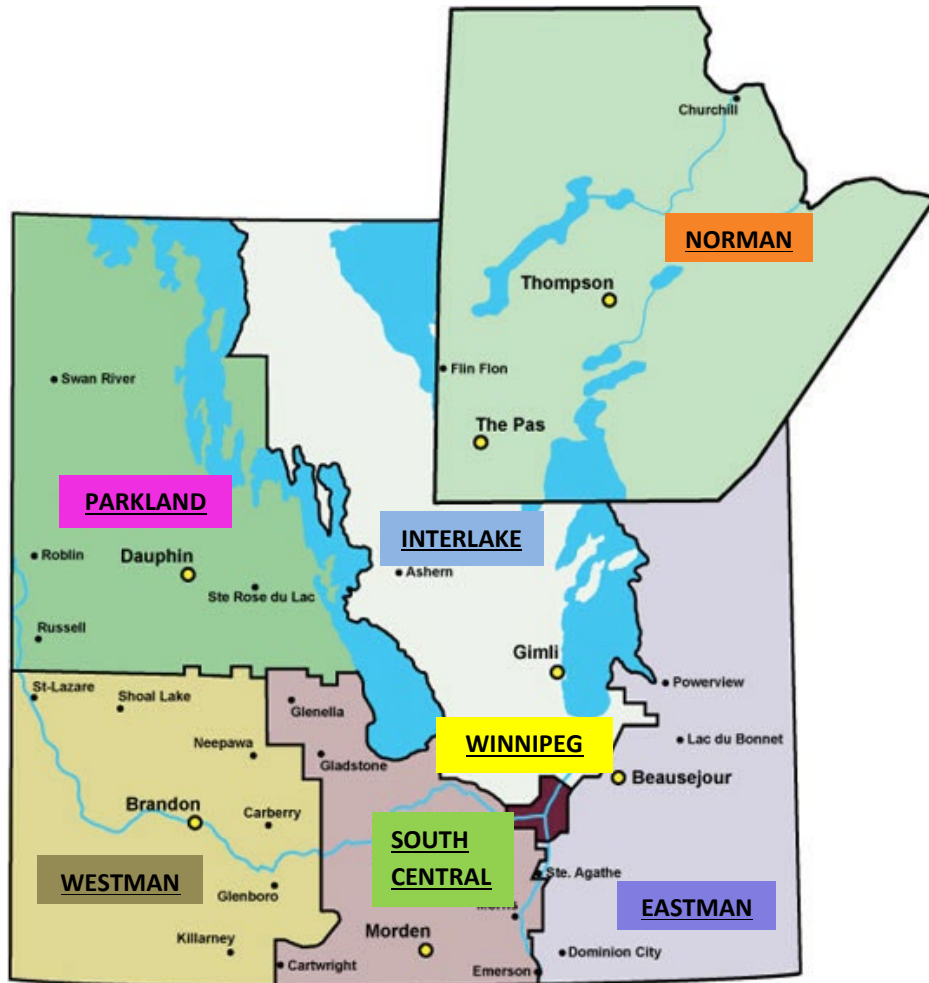 Churchill
NORMAN
Thompson
Flin Flon
Swan River
The Pas
PARKLAND
INTERLAKE
Roblin
Dauphin
Ashern
Ste Rose du Lac
Russell
Gimli
St-Lazare
Shoal Lake
Powerview
Glenella
Neepawa
WINNIPEG
Lac du Bonnet
Gladstone
Beausejour
Brandon
Carberry
SOUTH
CENTRAL
WESTMAN
Ste. Agathe
Glenboro
EASTMAN
Killarney
Morden
Dominion City
Cartwright
Emerson